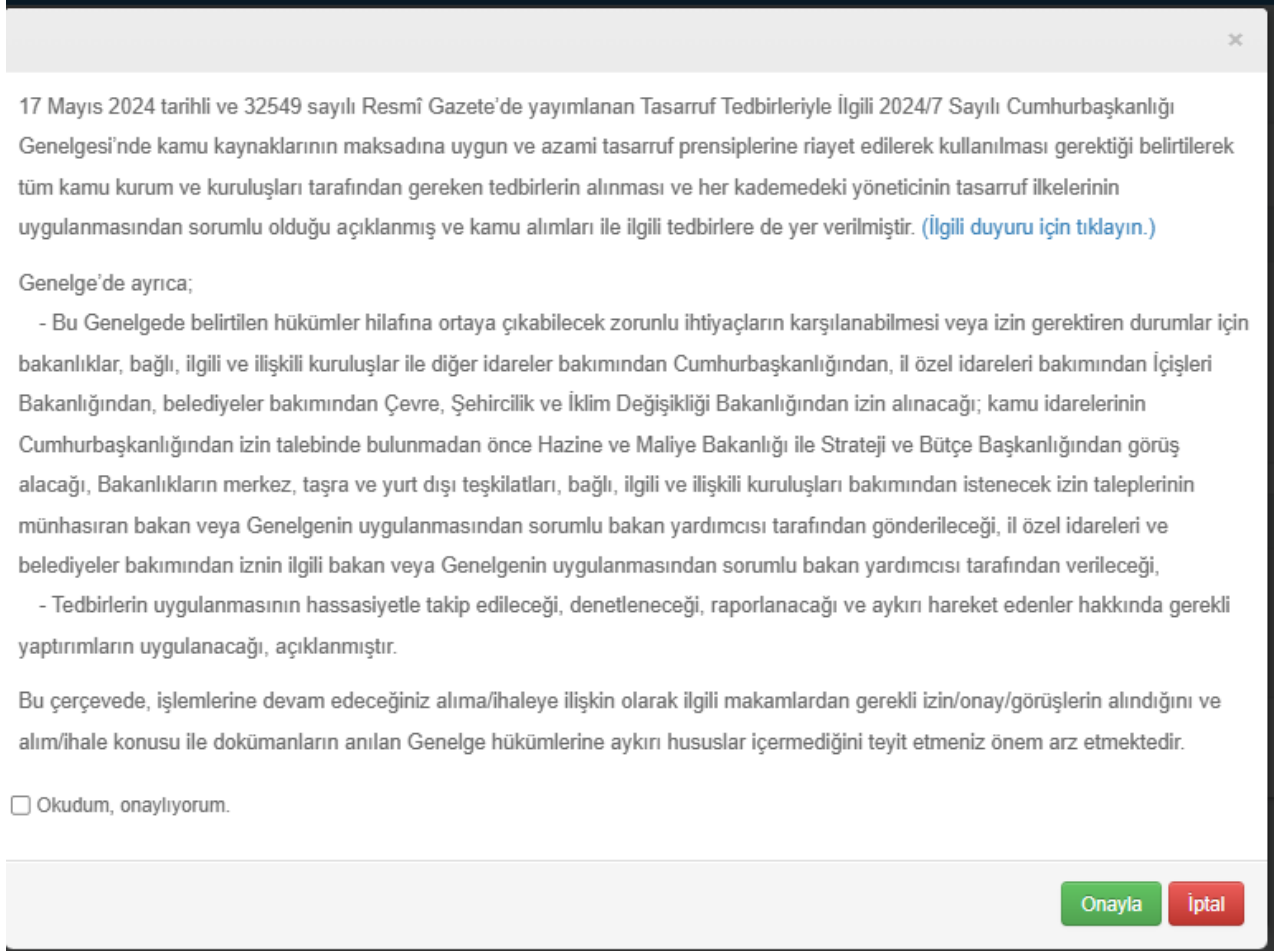 ×
17 Mayıs 2024 tarihli ve 32549 sayılı Resmî Gazete’de yayımlanan Tasarruf Tedbirleriyle İlgili 2024/7 Sayılı Cumhurbaşkanlığı
Genelgesi’nde kamu kaynaklarının maksadına uygun ve azami tasarruf prensiplerine riayet edilerek kullanılması gerektiği belirtilerek
tüm kamu kurum ve kuruluşları tarafından gereken tedbirlerin alınması ve her kademedeki yöneticinin tasarruf ilkelerinin
uygulanmasından sorumlu olduğu açıklanmış ve kamu alımları ile ilgili tedbirlere de yer verilmiştir. (İlgili duyuru için tıklayın.)
Genelge’de ayrıca;
- Bu Genelgede belirtilen hükümler hilafına ortaya çıkabilecek zorunlu ihtiyaçların karşılanabilmesi veya izin gerektiren durumlar için
bakanlıklar, bağlı, ilgili ve ilişkili kuruluşlar ile diğer idareler bakımından Cumhurbaşkanlığından, il özel idareleri bakımından İçişleri
Bakanlığından, belediyeler bakımından Çevre, Şehircilik ve İklim Değişikliği Bakanlığından izin alınacağı; kamu idarelerinin
Cumhurbaşkanlığından izin talebinde bulunmadan önce Hazine ve Maliye Bakanlığı ile Strateji ve Bütçe Başkanlığından görüş
alacağı, Bakanlıkların merkez, taşra ve yurt dışı teşkilatları, bağlı, ilgili ve ilişkili kuruluşları bakımından istenecek izin taleplerinin
münhasıran bakan veya Genelgenin uygulanmasından sorumlu bakan yardımcısı tarafından gönderileceği, il özel idareleri ve
belediyeler bakımından iznin ilgili bakan veya Genelgenin uygulanmasından sorumlu bakan yardımcısı tarafından verileceği,
- Tedbirlerin uygulanmasının hassasiyetle takip edileceği, denetleneceği, raporlanacağı ve aykırı hareket edenler hakkında gerekli
yaptırımların uygulanacağı, açıklanmıştır.
Bu çerçevede, işlemlerine devam edeceğiniz alıma/ihaleye ilişkin olarak ilgili makamlardan gerekli izin/onay/görüşlerin alındığını ve
alım/ihale konusu ile dokümanların anılan Genelge hükümlerine aykırı hususlar içermediğini teyit etmeniz önem arz etmektedir.
Okudum, onaylıyorum.
Onayla İptal